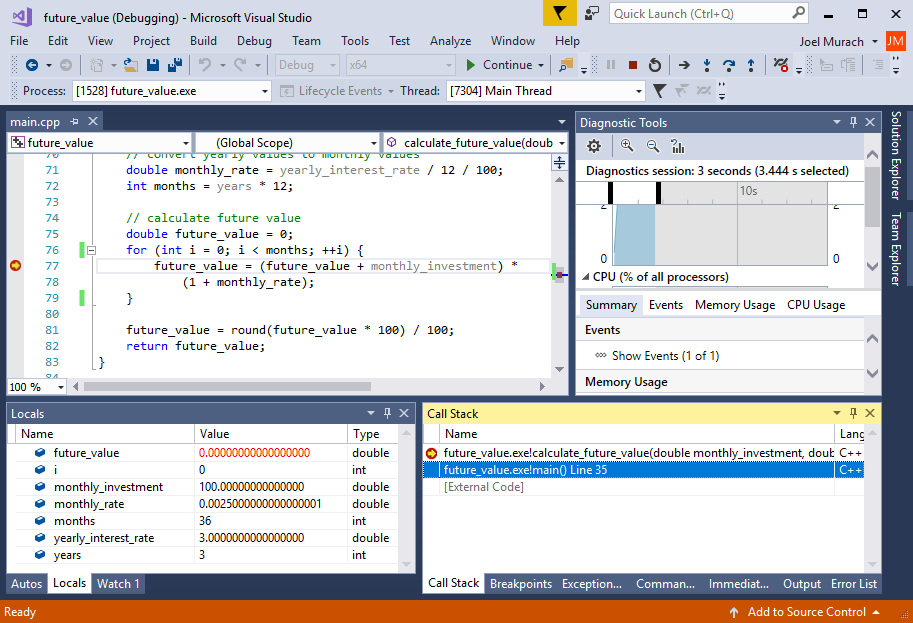 future_value (Debugging) - Microsoft Visual Studio
Quick Launch (Ctrl+Q)
File Edit View Project Build Debug Team Tools Test Analyze Window Help
Joel Murach JM
Debug x64 Continue
Process: [1528] future_value.exe Lifecycle Events Thread: [7304] Main Thread
main.cpp
future_value (Global Scope) calculate_future_value(doub
70 // convert yearly values to monthly values
71 double monthly_rate = yearly_interest_rate / 12 / 100;
72 int months = years * 12;
73
74 // calculate future value
75 double future_value = 0;
76 for (int i = 0; i < months; ++i) {
77 future_value = (future_value + monthly_investment) *
78 (1 + monthly_rate);
79 }
80
81 future_value = round(future_value * 100) / 100;
82 return future_value;
83 }
84
100 %
Diagnostic Tools
Diagnostics session: 3 seconds (3.444 s selected)
10s
2 2
0 0
CPU (% of all processors)
Summary Events Memory Usage CPU Usage
Events
Show Events (1 of 1)
Memory Usage
Solution Explorer
Team Explorer
Locals
Name Value Type
future_value 0.00000000000000000 double
i 0 int
monthly_investment 100.00000000000000 double
monthly_rate 0.0025000000000000001 double
months 36 int
yearly_interest_rate 3.0000000000000000 double
years 3 int
Autos Locals Watch 1
Call Stack
Name Lang
future_value.exe!calculate_future_value(double monthly_investment, doub C++
future_value.exe!main() Line 35 C++
[External Code]
Call Stack Breakpoints Exception... Comman... Immediat... Output Error List
Ready Add to Source Control